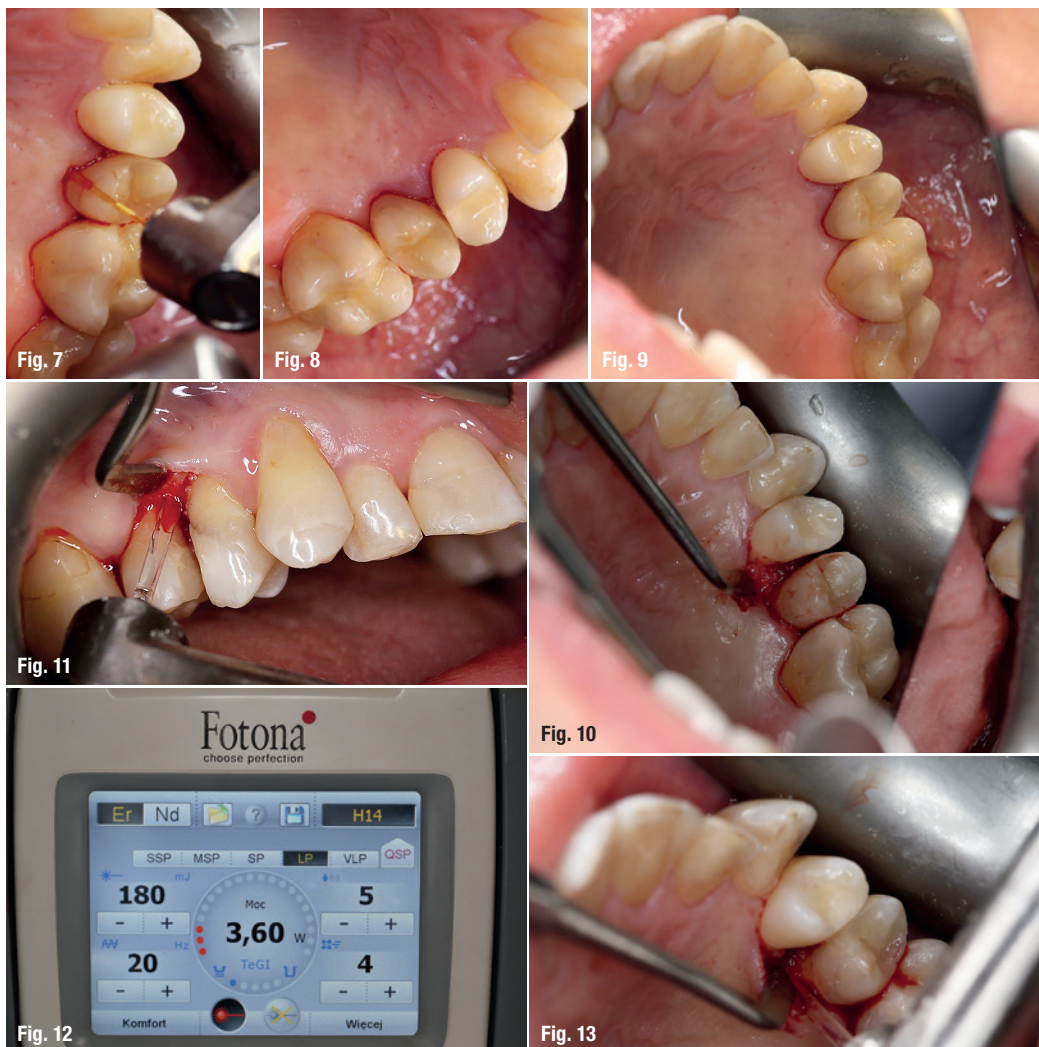 Fig. 7
Fig. 8
Fig. 9
Fig. 11
Fig. 10
Fotona
choose perfection
Er Nd ? H14
SSP MSP SP LP VLP QSP
mJ
180 5
Moc
- + 3,60 W - +
Hz
TeGI
20 4
- + - +
Komfort Więcej
Fig. 12
Fig. 13